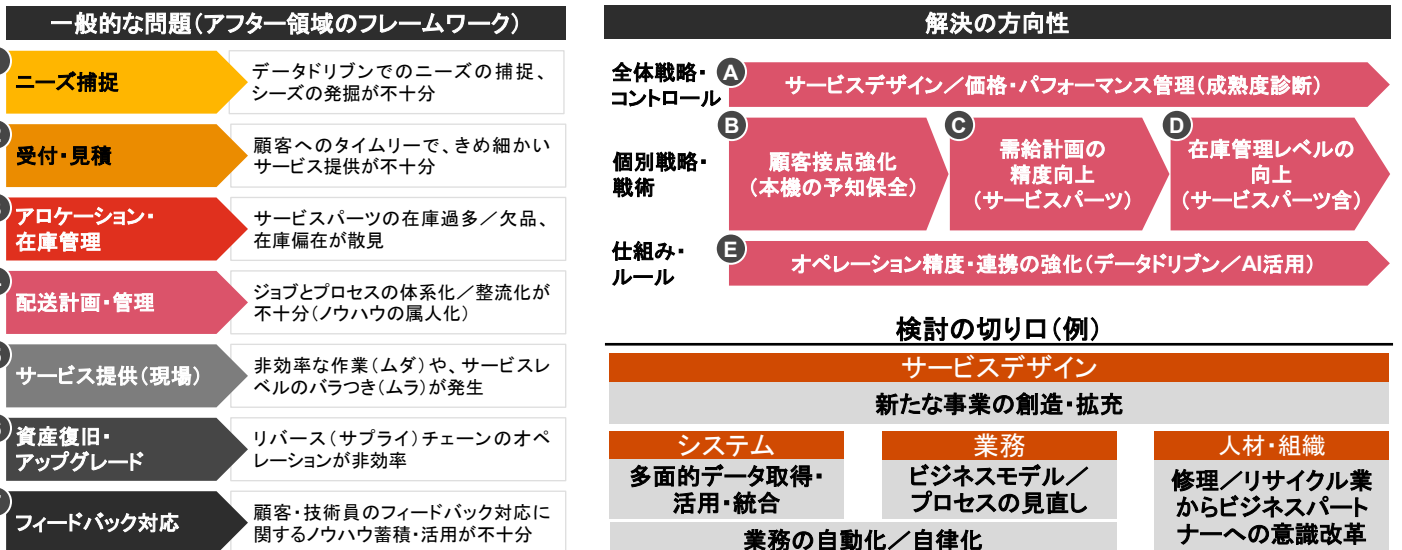 一般的な問題（アフター領域のフレームワーク）
ニーズ捕捉
データドリブンでのニーズの捕捉、
シーズの発掘が不十分
受付・見積
顧客へのタイムリーで、きめ細かい
サービス提供が不十分
アロケーション・
在庫管理
サービスパーツの在庫過多／欠品、
在庫偏在が散見
配送計画・管理
ジョブとプロセスの体系化／整流化が
不十分（ノウハウの属人化）
サービス提供（現場）
非効率な作業（ムダ）や、サービスレ
ベルのバラつき（ムラ）が発生
資産復旧・
アップグレード
リバース（サプライ）チェーンのオペ
レーションが非効率
フィードバック対応
顧客・技術員のフィードバック対応に
関するノウハウ蓄積・活用が不十分
解決の方向性
全体戦略・
コントロール
A
サービスデザイン／価格・パフォーマンス管理（成熟度診断）
個別戦略・
戦術
B
顧客接点強化
（本機の予知保全）
C
需給計画の
精度向上
（サービスパーツ）
D
在庫管理レベルの
向上
（サービスパーツ含）
仕組み・
ルール
E
オペレーション精度・連携の強化（データドリブン／AI活用）
検討の切り口（例）
サービスデザイン
新たな事業の創造・拡充
システム
多面的データ取得・
活用・統合
業務
ビジネスモデル／
プロセスの見直し
業務の自動化／自律化
人材・組織
修理／リサイクル業
からビジネスパート
ナーへの意識改革